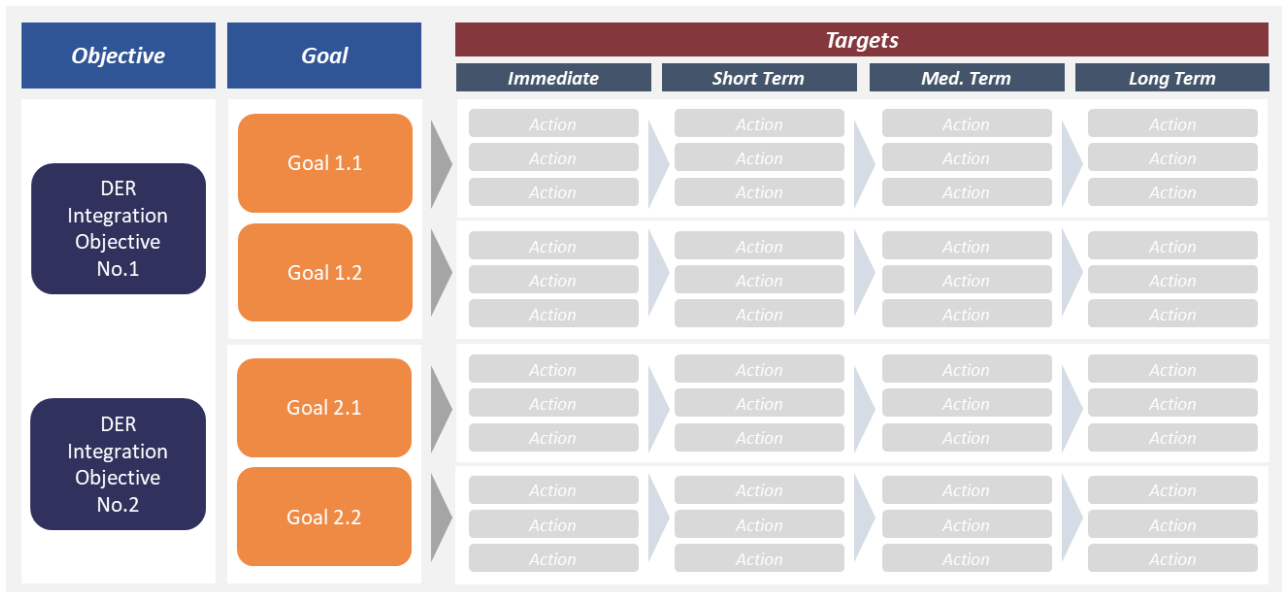 Objective
Goal
Targets
Immediate
Short Term
Med. Term
Long Term
DER
Integration
Objective
No.1
Goal 1.1
Action
Action
Action
Action
Action
Action
Action
Action
Action
Action
Action
Action
Goal 1.2
Action
Action
Action
Action
Action
Action
Action
Action
Action
Action
Action
Action
DER
Integration
Objective
No.2
Goal 2.1
Action
Action
Action
Action
Action
Action
Action
Action
Action
Action
Action
Action
Goal 2.2
Action
Action
Action
Action
Action
Action
Action
Action
Action
Action
Action
Action